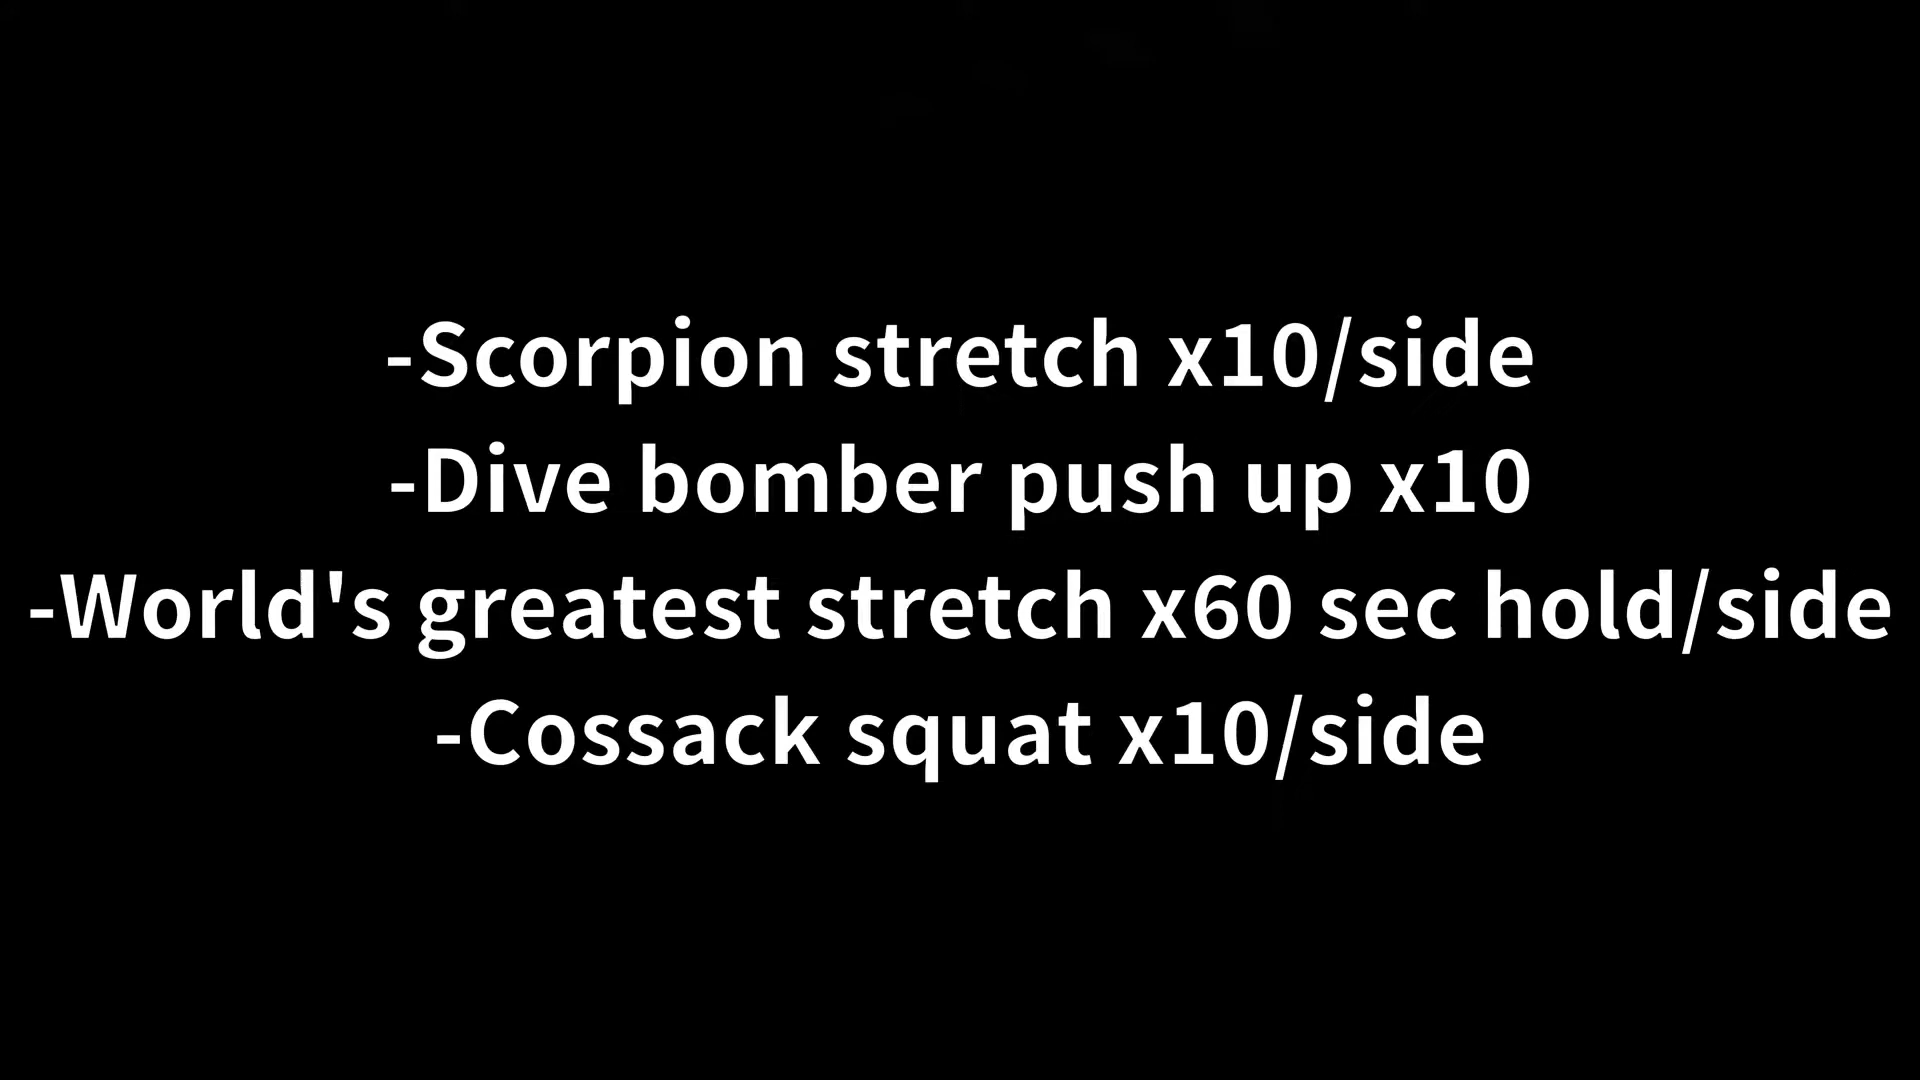 -Scorpion stretch x10/side
-Dive bomber push up x10
-World's greatest stretch x60 sec hold/side
-Cossack squat x10/side